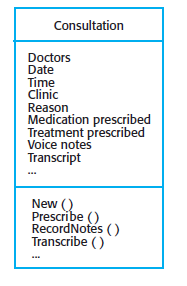 Consultation
Doctors
Date
Time
Clinic
Reason
Medication prescribed
Treatment prescribed
Voice notes
Transcript
...
New ( )
Prescribe ( )
RecordNotes ( )
Transcribe ( )
...